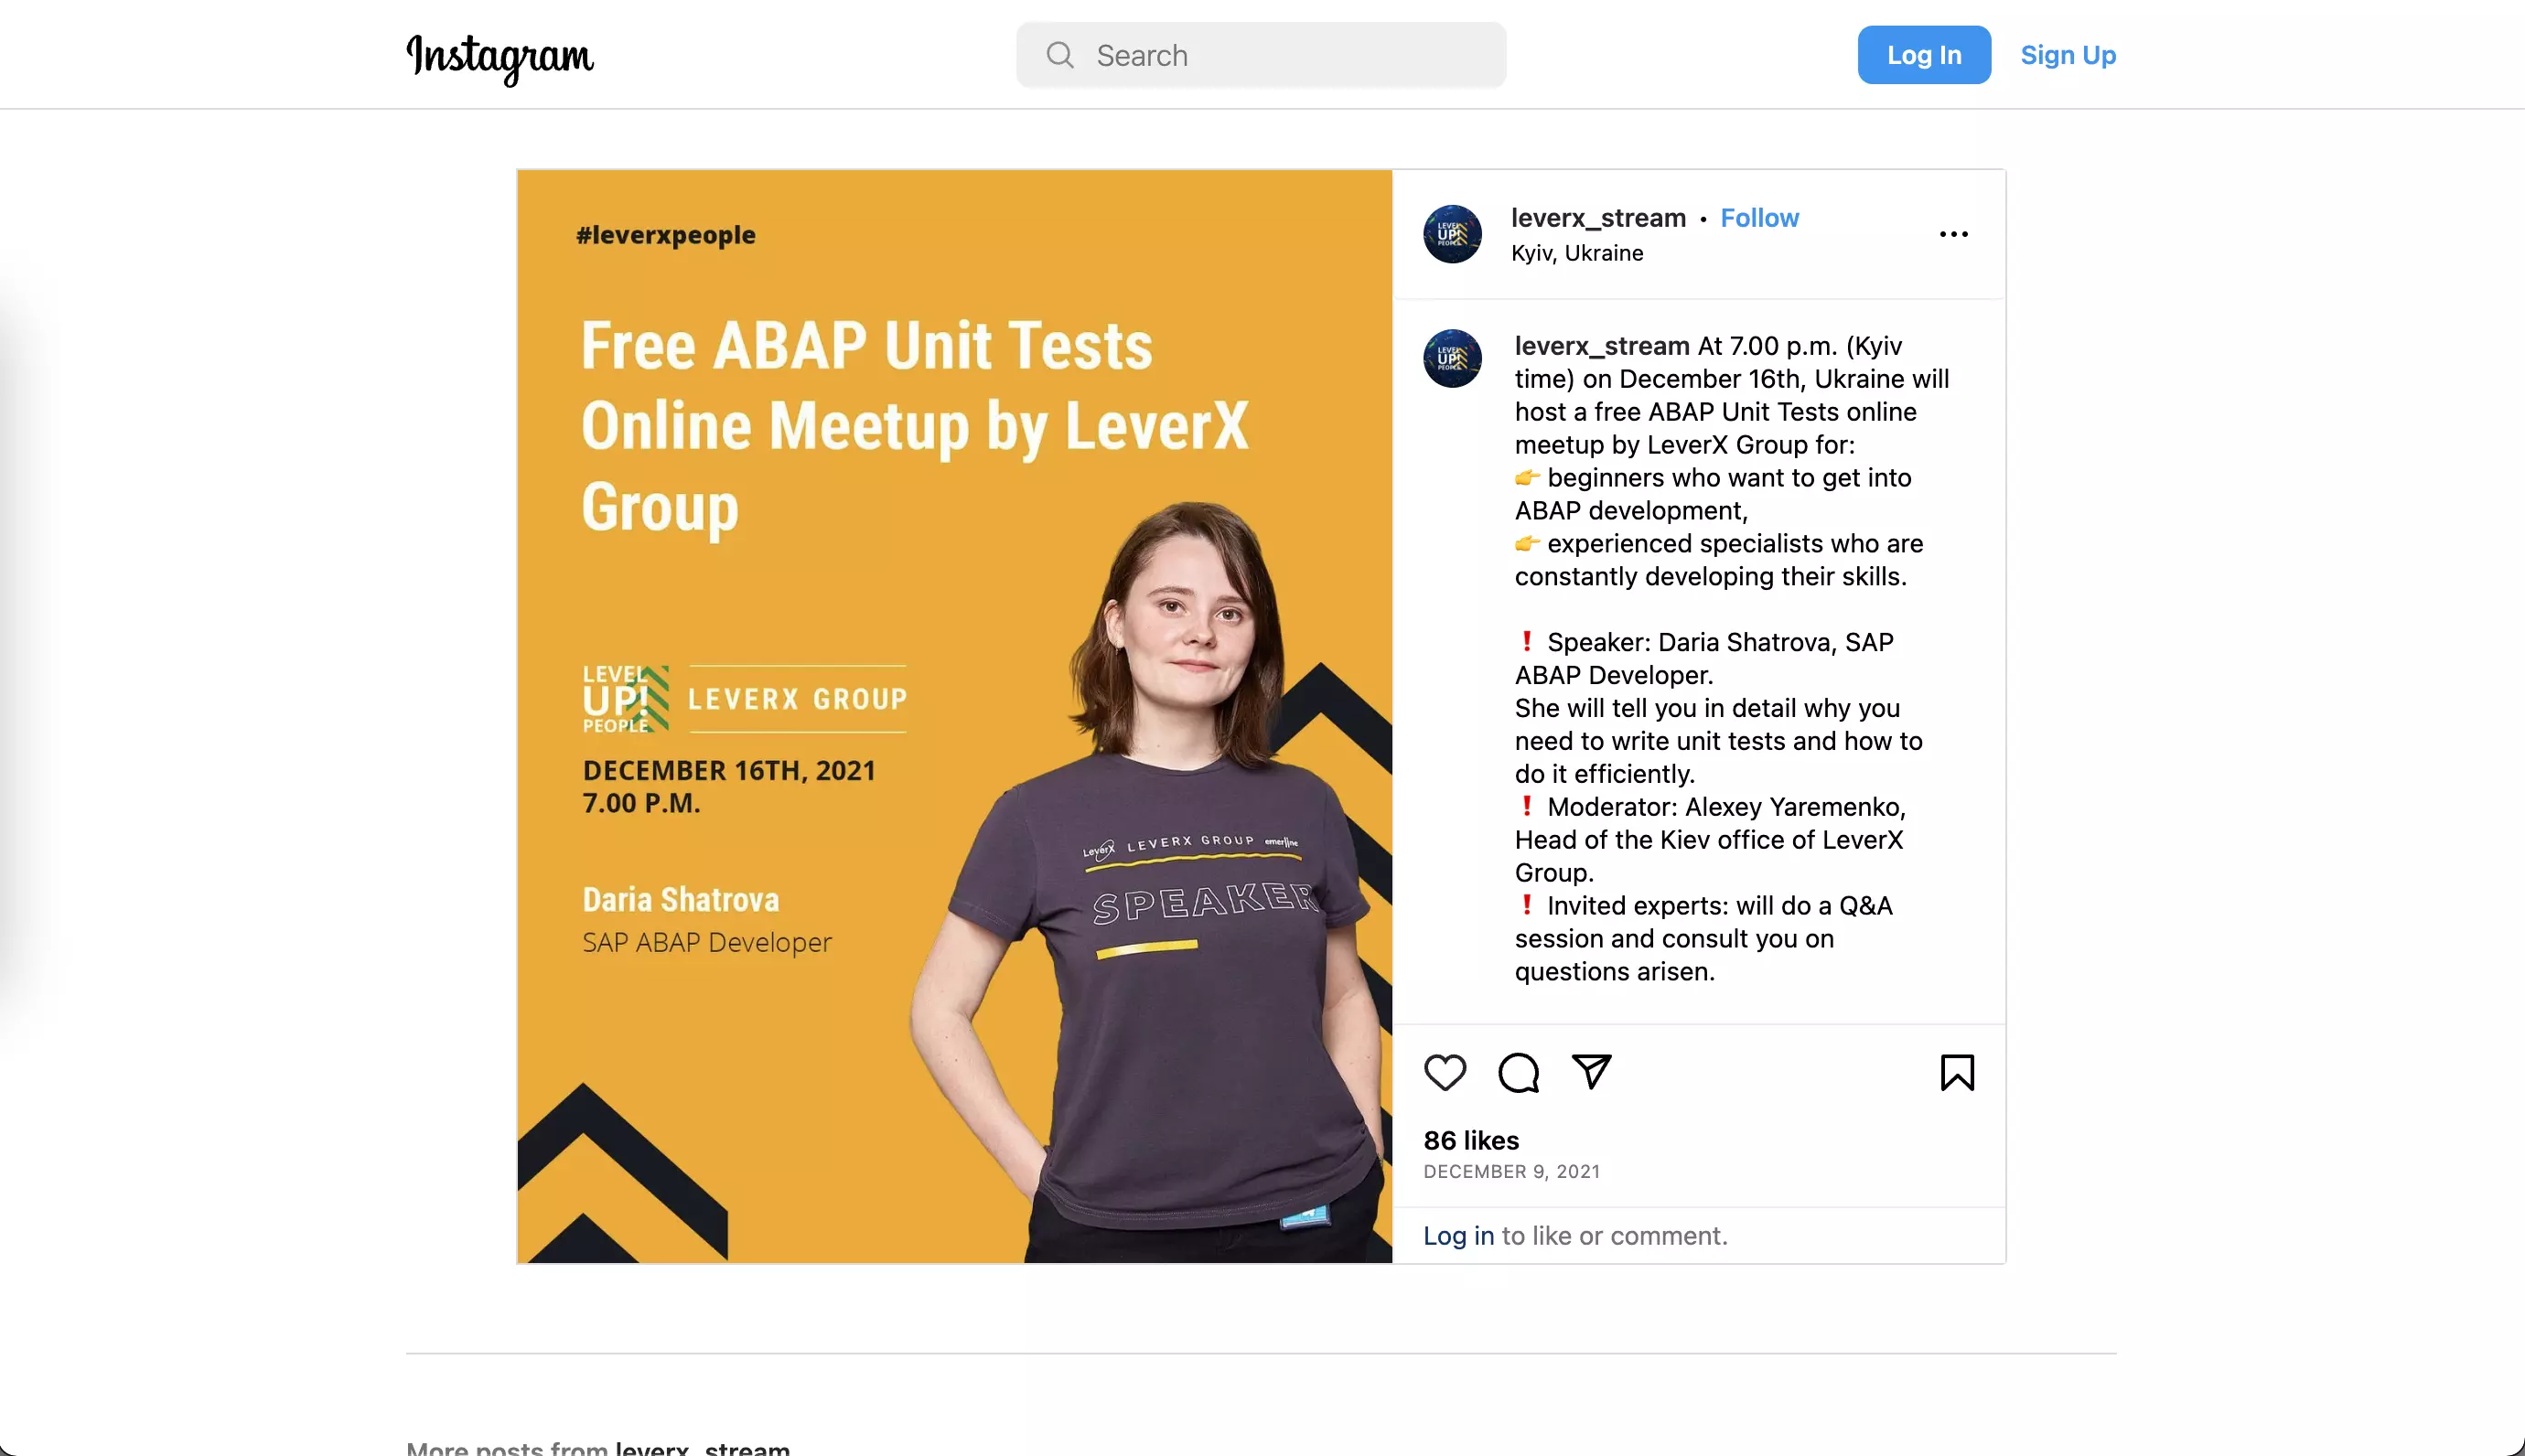 Instagram
Search
Log In
Sign Up
#leverxpeople
Free ABAP Unit Tests
Online Meetup by LeverX
Group
LEVEL
UP!
PEOPLE
LEVERX GROUP
DECEMBER 16TH, 2021
7.00 P.M.
Daria Shatrova
SAP ABAP Developer
LeverX LEVERX GROUP emerline
SPEAKER
LEVEL
UP!
PEOPLE
leverx_stream • Follow
Kyiv, Ukraine
LEVEL
UP!
PEOPLE
leverx_stream At 7.00 p.m. (Kyiv
time) on December 16th, Ukraine will
host a free ABAP Unit Tests online
meetup by LeverX Group for:
👉 beginners who want to get into
ABAP development,
👉 experienced specialists who are
constantly developing their skills.
❗ Speaker: Daria Shatrova, SAP
ABAP Developer.
She will tell you in detail why you
need to write unit tests and how to
do it efficiently.
❗ Moderator: Alexey Yaremenko,
Head of the Kiev office of LeverX
Group.
❗ Invited experts: will do a Q&A
session and consult you on
questions arisen.
86 likes
DECEMBER 9, 2021
Log in to like or comment.
More posts from leverx_stream